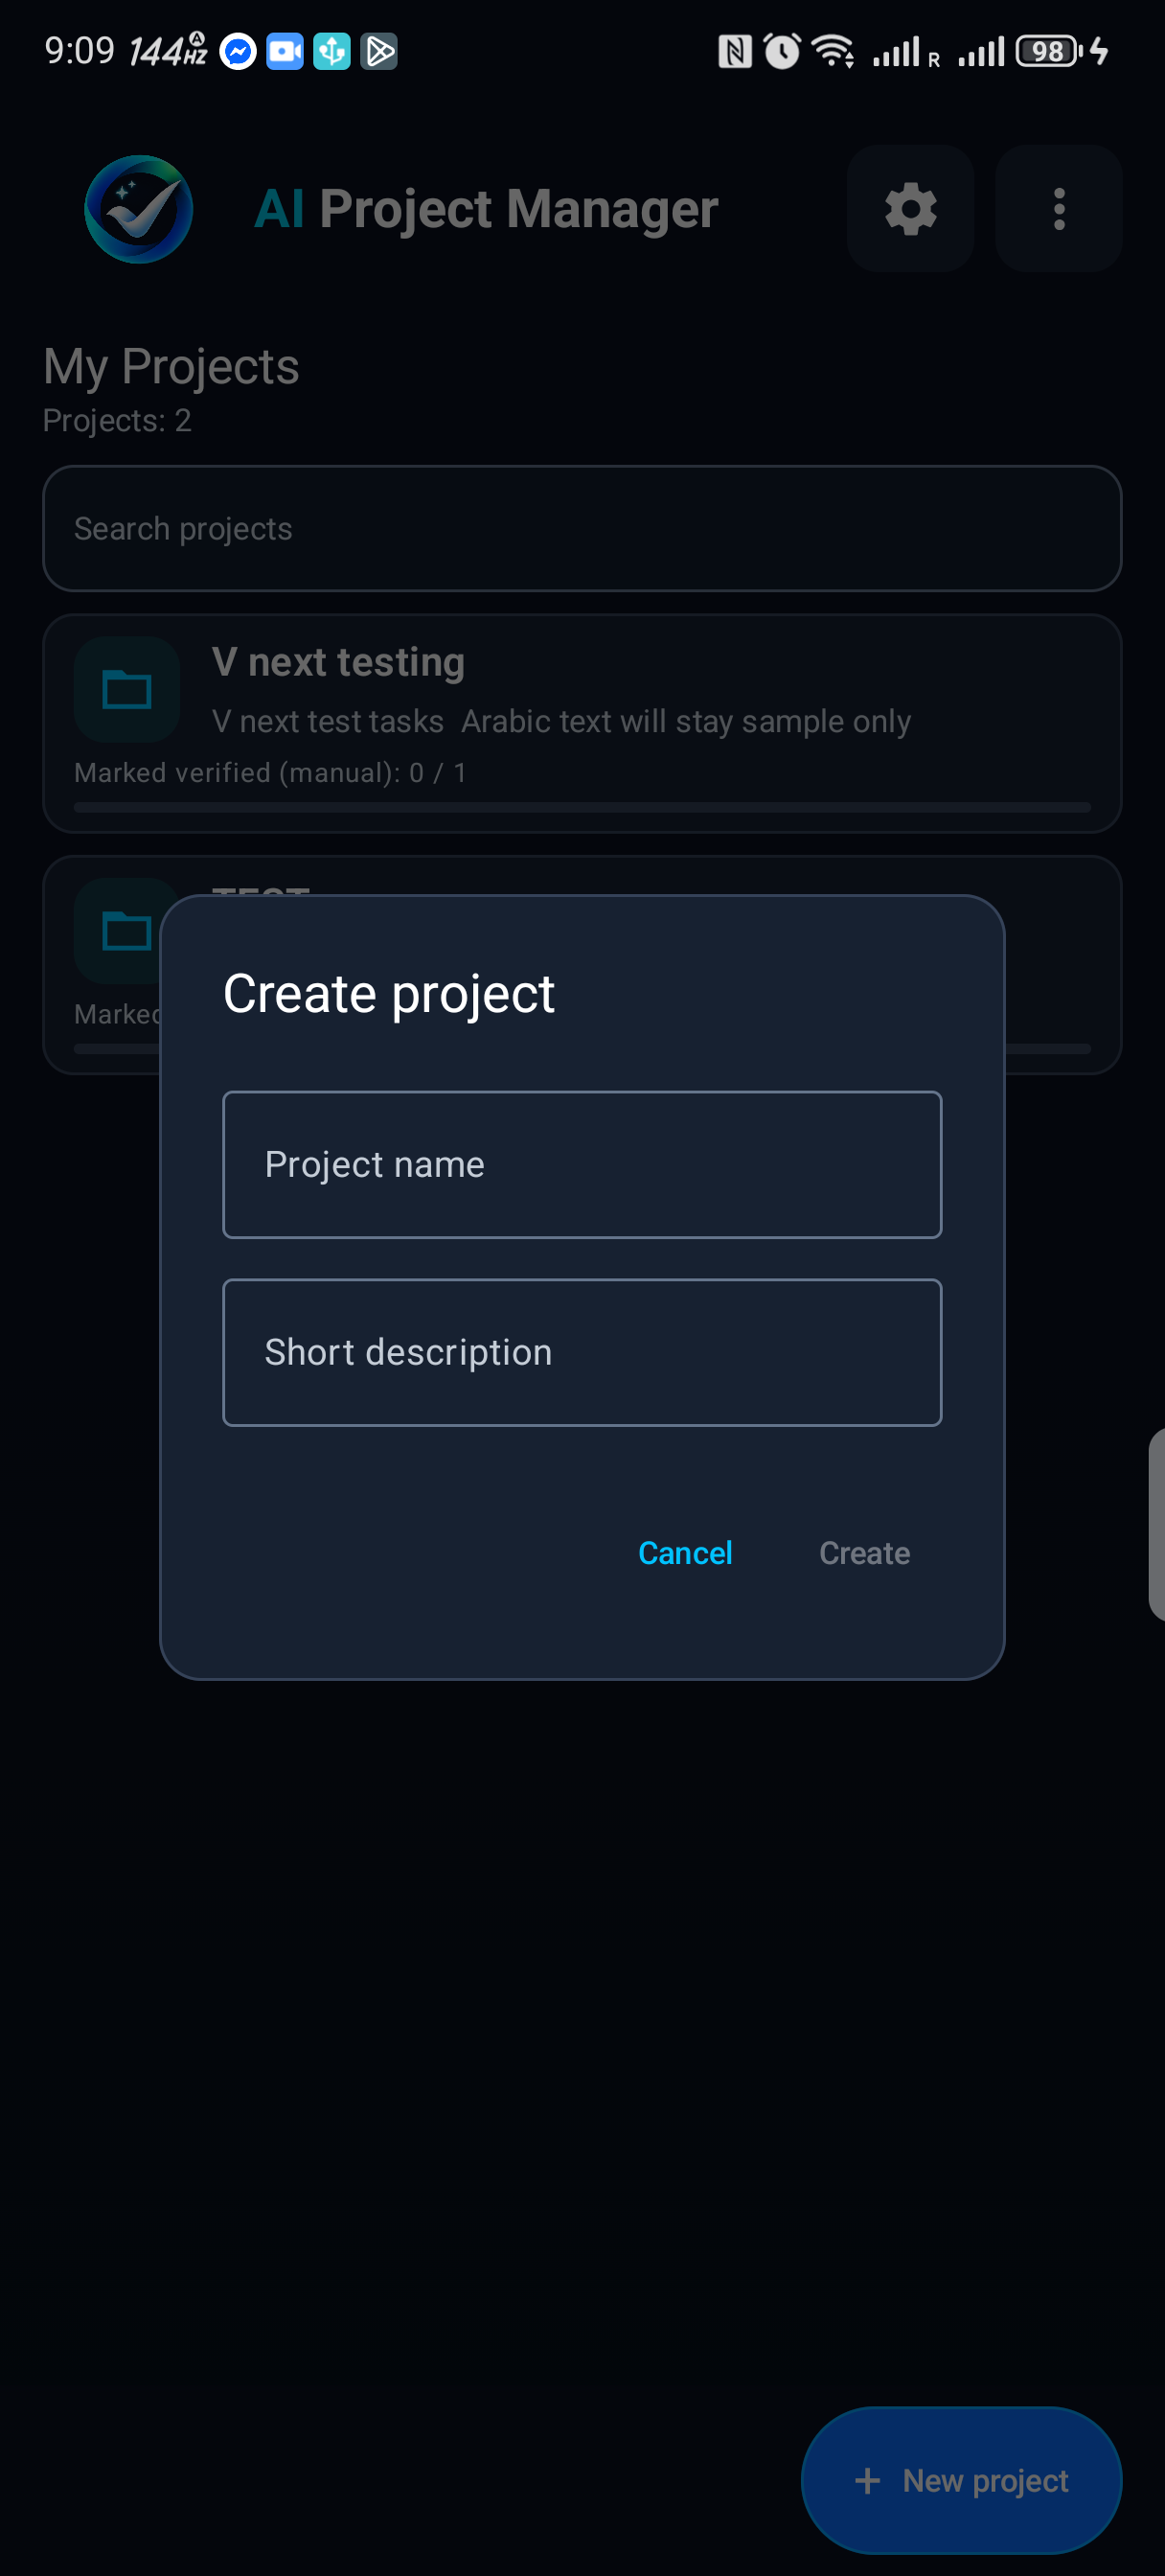 9:09 144HZ A R 98
AI Project Manager
My Projects
Projects: 2
Search projects
V next testing
V next test tasks  Arabic text will stay sample only
Marked verified (manual): 0 / 1
TEST
Marked
Create project
Project name
Short description
Cancel Create
+ New project